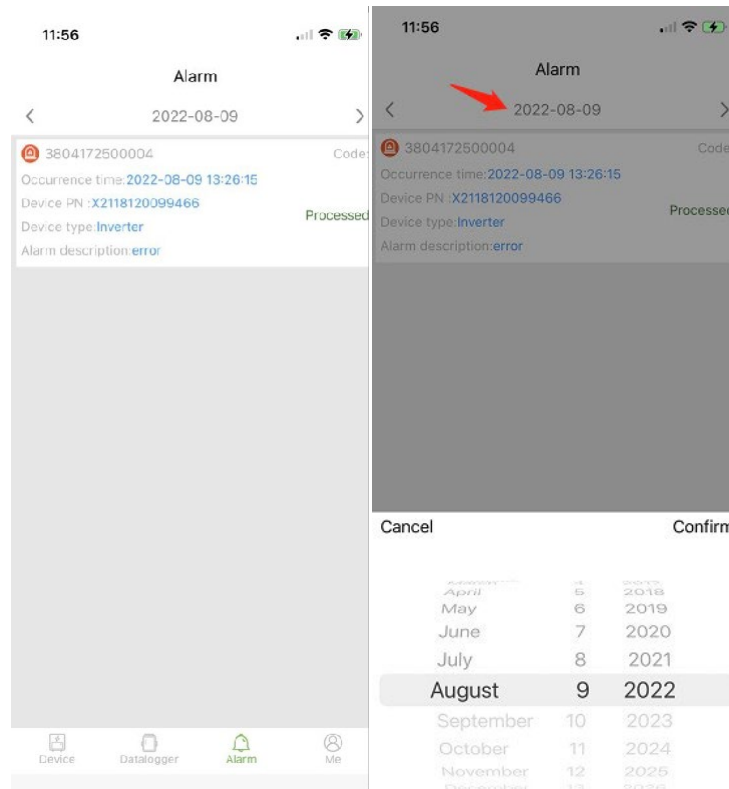 11:56
Alarm
2022-08-09
3804172500004 Code:
Occurrence time:2022-08-09 13:26:15
Device PN :X2118120099466
Processed
Device type:Inverter
Alarm description:error
Device Datalogger Alarm Me
11:56
Alarm
2022-08-09
3804172500004 Code
Occurrence time:2022-08-09 13:26:15
Device PN :X2118120099466
Processed
Device type:Inverter
Alarm description:error
Cancel Confirm
April 5 2018
May 6 2019
June 7 2020
July 8 2021
August 9 2022
September 10 2023
October 11 2024
November 12 2025
December 13 2026